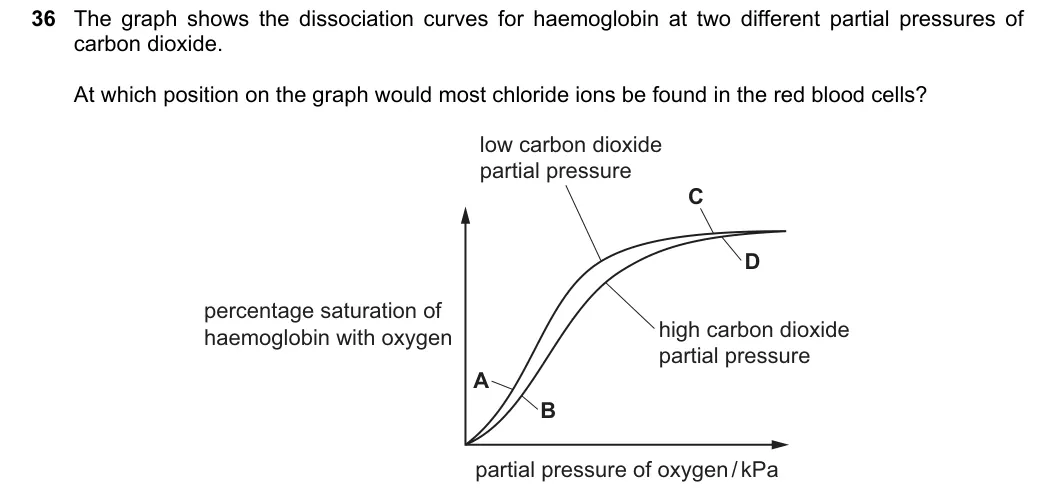 36 The graph shows the dissociation curves for haemoglobin at two different partial pressures of
carbon dioxide.
At which position on the graph would most chloride ions be found in the red blood cells?
low carbon dioxide
partial pressure
C
D
percentage saturation of
haemoglobin with oxygen
high carbon dioxide
partial pressure
A
B
partial pressure of oxygen / kPa